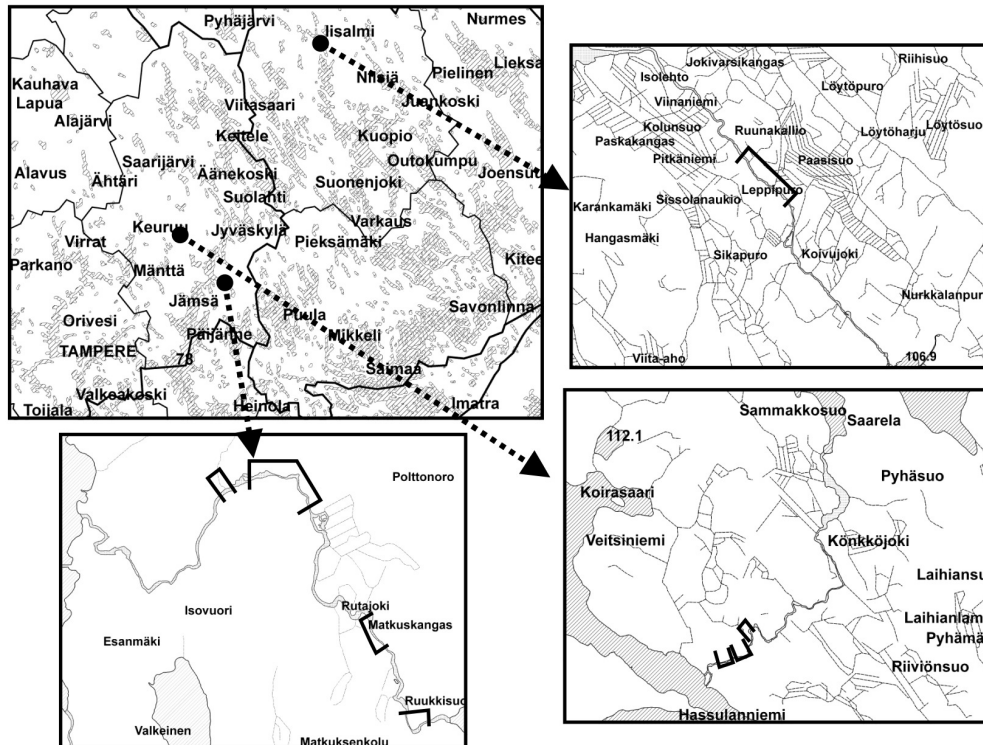 Pyhäjärvi
Iisalmi
Nurmes
Nilsiä
Pielinen
Lieksa
Kauhava
Lapua
Alajärvi
Viitasaari
Juankoski
Keitele
Kuopio
Saarijärvi
Outokumpu
Alavus
Ähtäri
Äänekoski
Joensuu
Suolahti
Suonenjoki
Varkaus
Keuruu
Jyväskylä
Virrat
Pieksämäki
Kitee
Parkano
Mänttä
Jämsä
Savonlinna
Puula
Orivesi
Päijänne
Mikkeli
TAMPERE
78
Saimaa
Valkeakoski
Imatra
Toijala
Heinola
Jokivarsikangas
Riihisuo
Isolehto
Löytöpuro
Viinaniemi
Kolunsuo
Ruunakallio
Löytösuo
Löytöharju
Paskakangas
Pitkäniemi
Paasisuo
Leppipuro
Sissolanaukio
Karankamäki
Hangasmäki
Sikapuro
Koivujoki
Nurkkalanpur
Viita-aho
106.9
Polttonoro
Isovuori
Rutajoki
Matkuskangas
Esanmäki
Ruukkisuo
Valkeinen
Matkuksenkolu
Sammakkosuo
Saarela
112.1
Pyhäsuo
Koirasaari
Veitsiniemi
Könkköjoki
Laihiansu
Laihianlam
Pyhämä
Riiviönsuo
Hassulanniemi